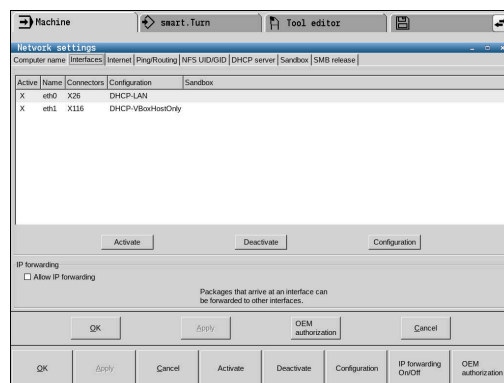 Machine smart.Turn Tool editor
Network settings
Computer name Interfaces Internet Ping/Routing NFS UID/GID DHCP server Sandbox SMB release
Active Name Connectors Configuration Sandbox
X eth0 X26 DHCP-LAN
X eth1 X116 DHCP-VBoxHostOnly
Activate Deactivate Configuration
IP forwarding
Allow IP forwarding
Packages that arrive at an interface can
be forwarded to other interfaces.
OK Apply OEM authorization Cancel
OK Apply Cancel Activate Deactivate Configuration IP forwarding On/Off OEM authorization